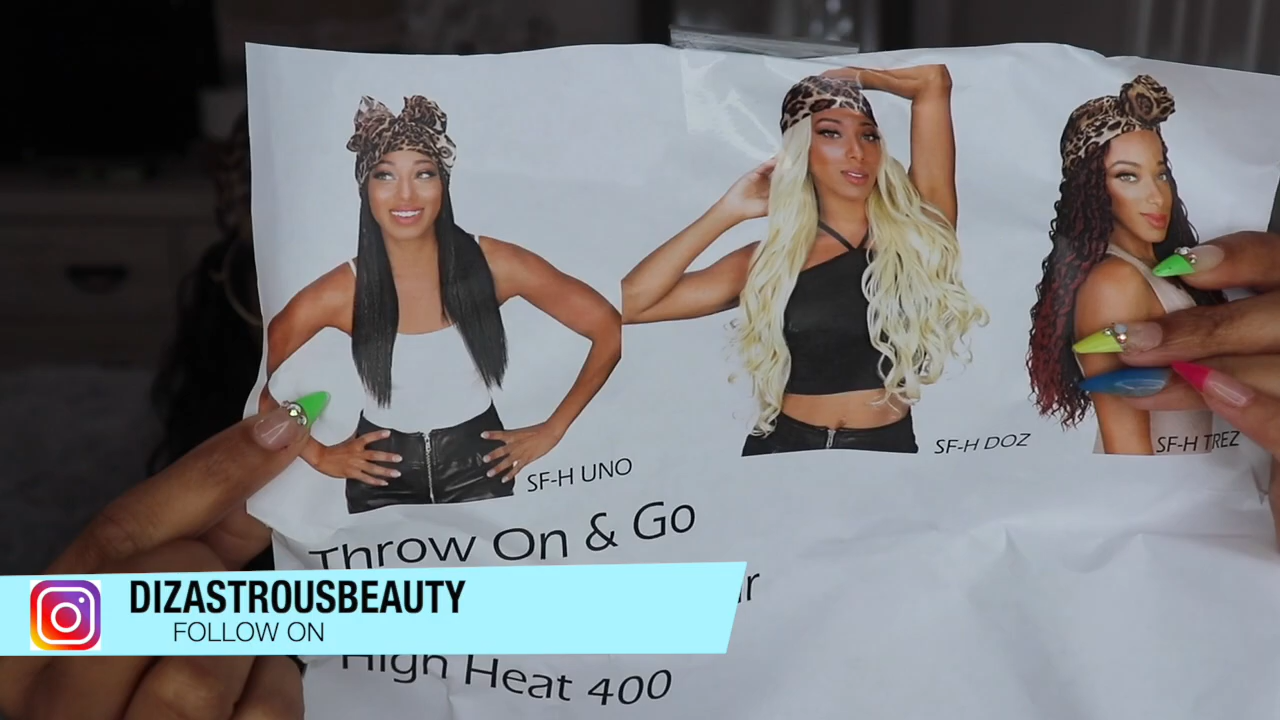 SF-H UNO
SF-H DOZ
SF-H TREZ
Throw On & Go
DIZASTROUSBEAUTY
FOLLOW ON
High Heat 400